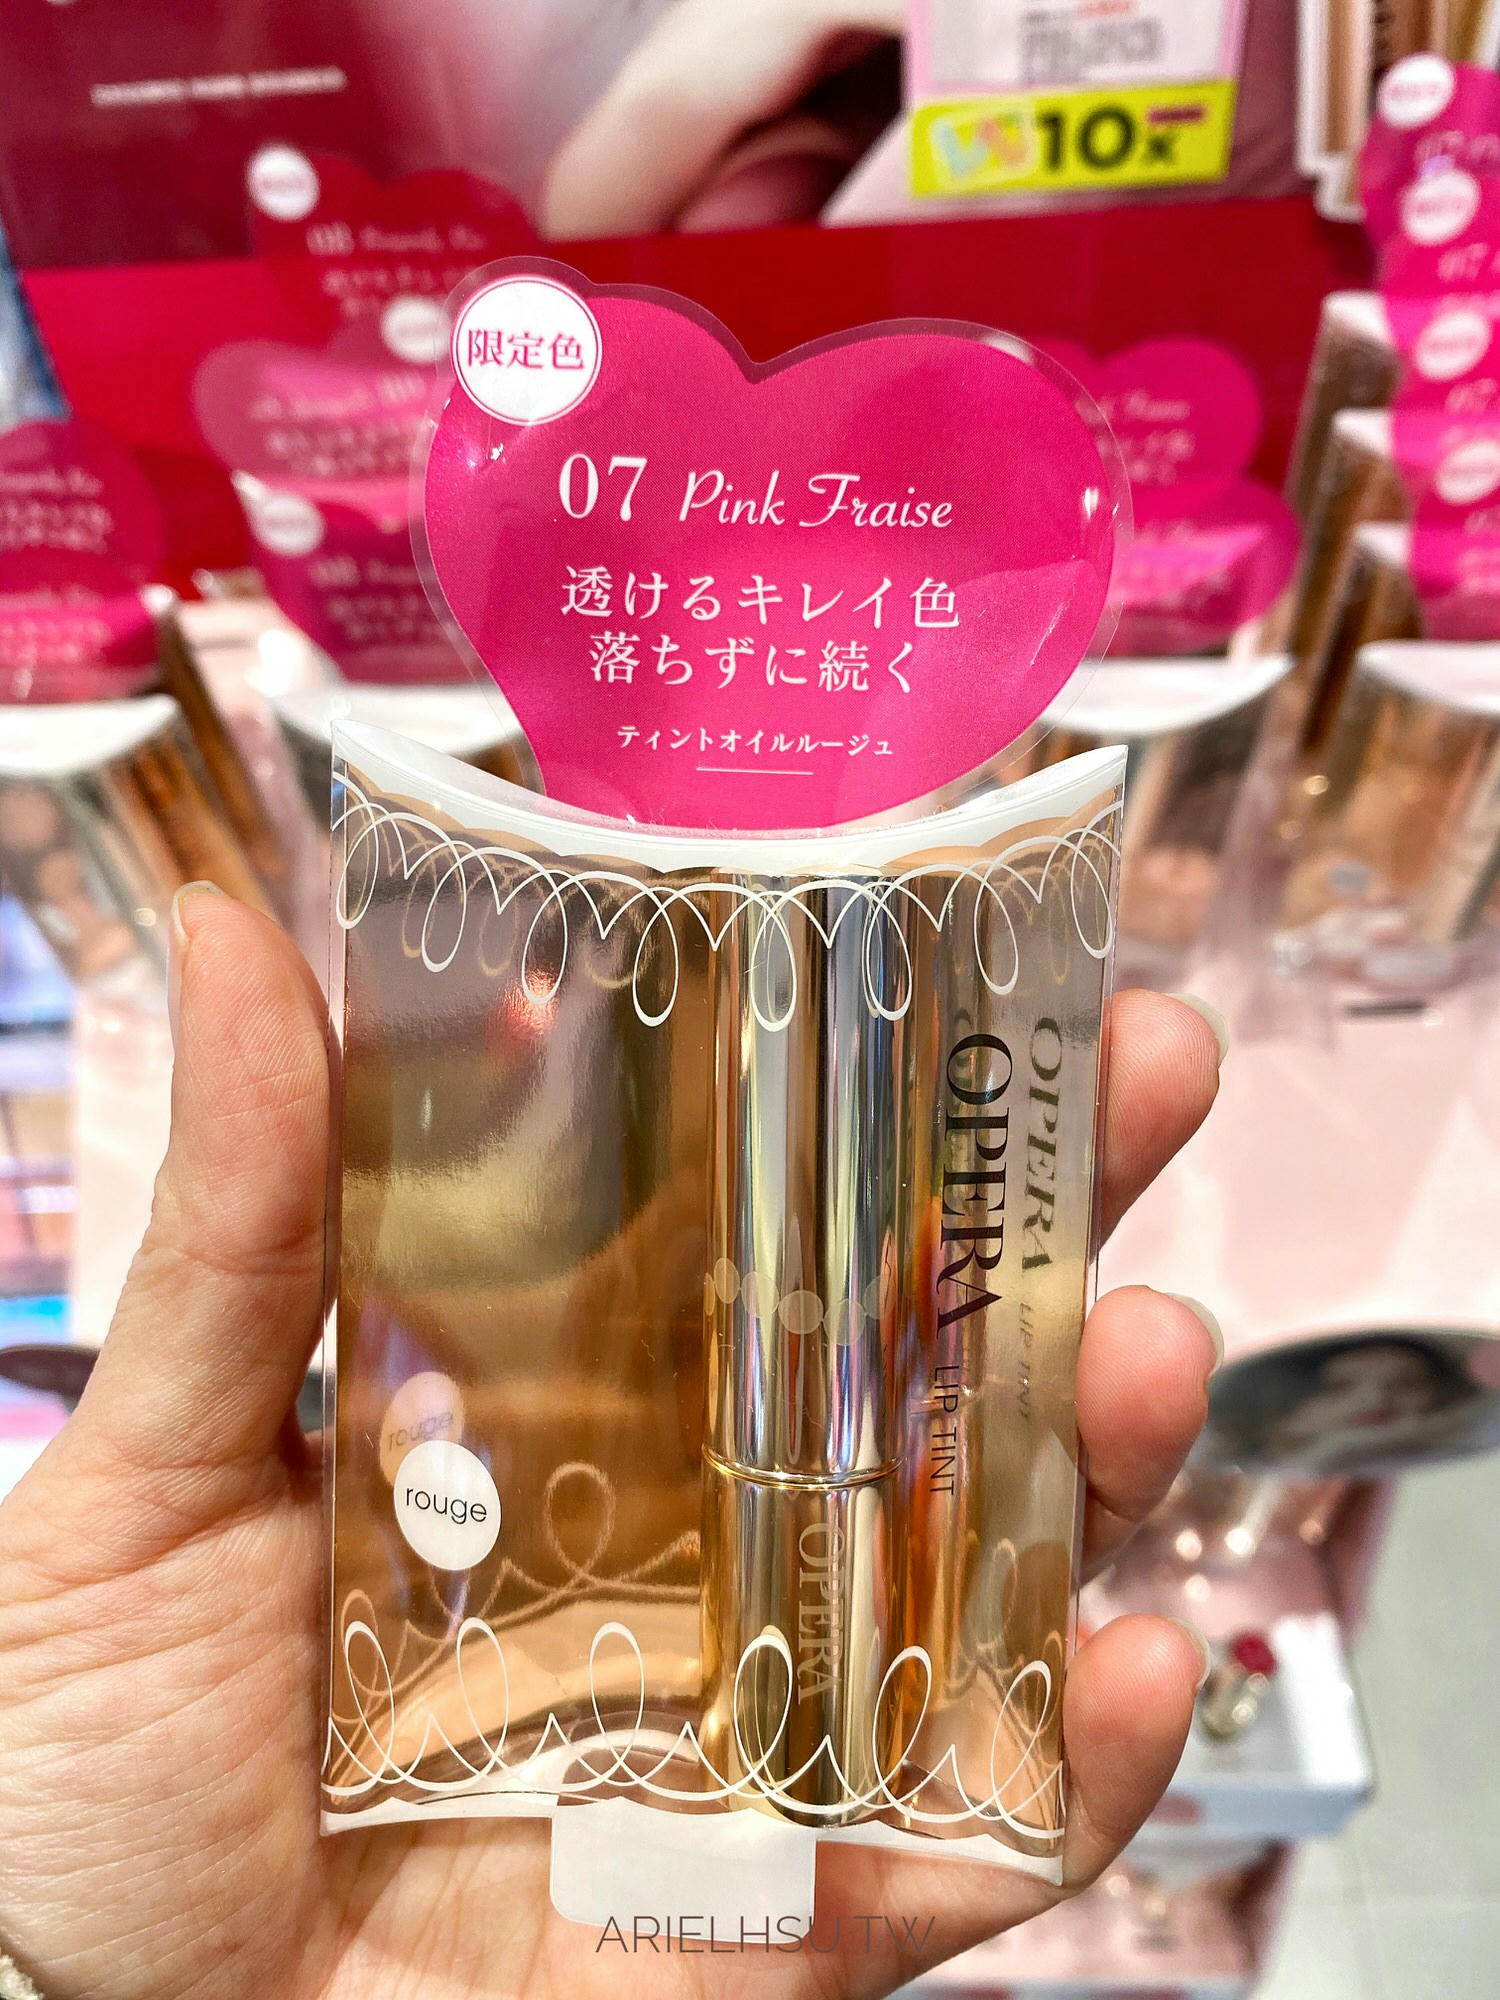 10x
限定色
07 Pink Fraise
透けるキレイ色
落ちずに続く
ティントオイルルージュ
OPERA LIP TINT
OPERA LIP TINT
rouge
rouge
OPERA
ARIELHSU.TW